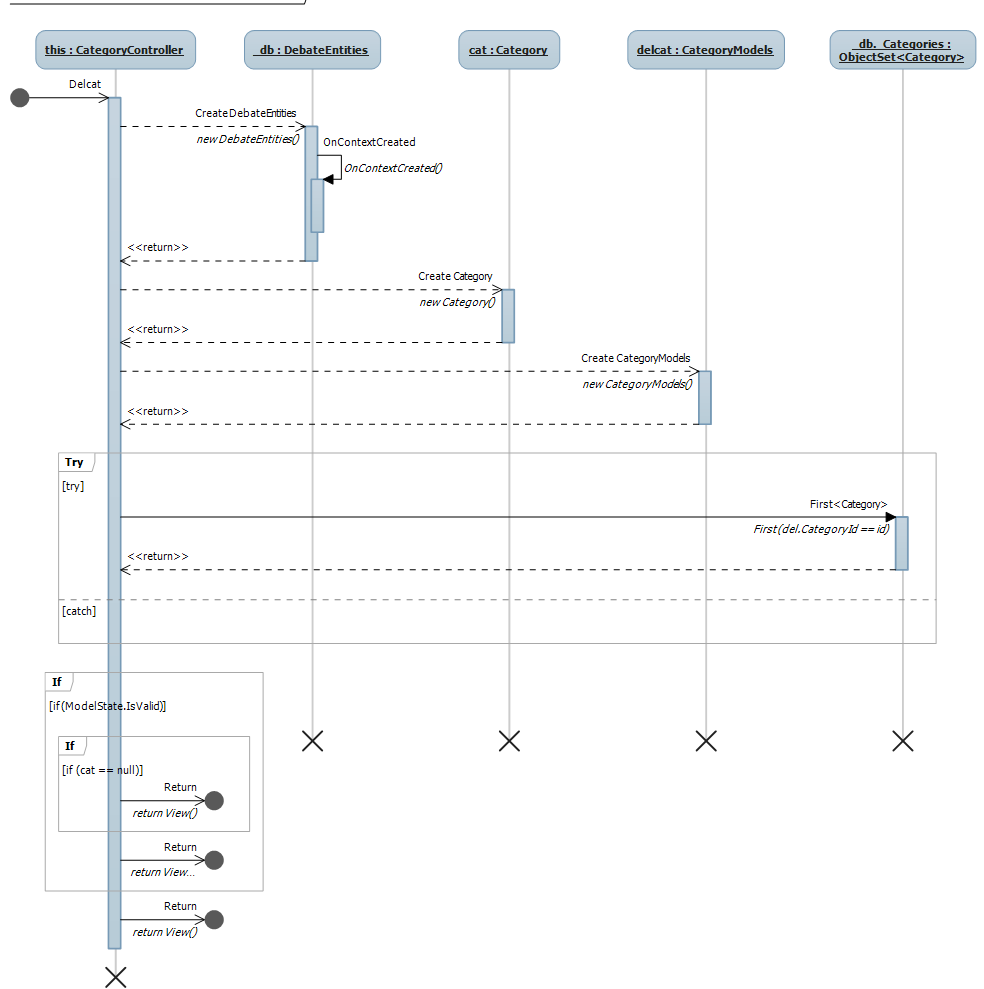 this : CategoryController
_db : DebateEntities
cat : Category
delcat : CategoryModels
_db._Categories :
ObjectSet<Category>
Delcat
Create DebateEntities
new DebateEntities()
OnContextCreated
OnContextCreated()
<<return>>
Create Category
new Category()
<<return>>
Create CategoryModels
new CategoryModels()
<<return>>
Try
[try]
First<Category>
First(del.CategoryId == id)
<<return>>
[catch]
If
[if(ModelState.IsValid)]
If
[if (cat == null)]
Return
return View()
Return
return View...
Return
return View()